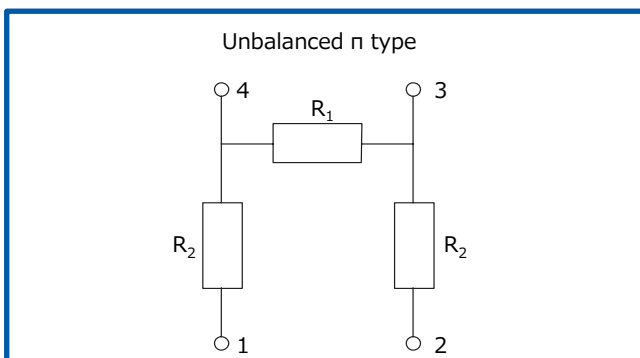 Unbalanced π type
4
3
R₁
R₂
R₂
1
2